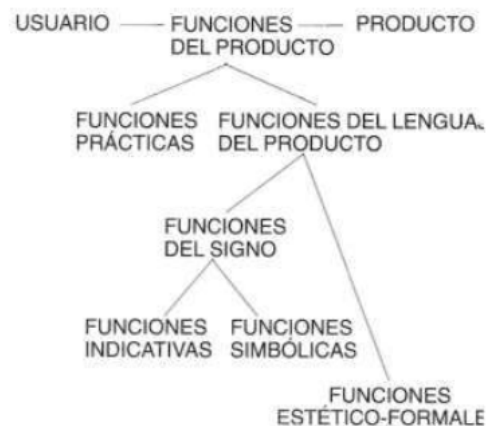 USUARIO — FUNCIONES — PRODUCTO
DEL PRODUCTO
FUNCIONES FUNCIONES DEL LENGUA
PRÁCTICAS DEL PRODUCTO
FUNCIONES
DEL SIGNO
FUNCIONES FUNCIONES
INDICATIVAS SIMBÓLICAS
FUNCIONES
ESTÉTICO-FORMALE